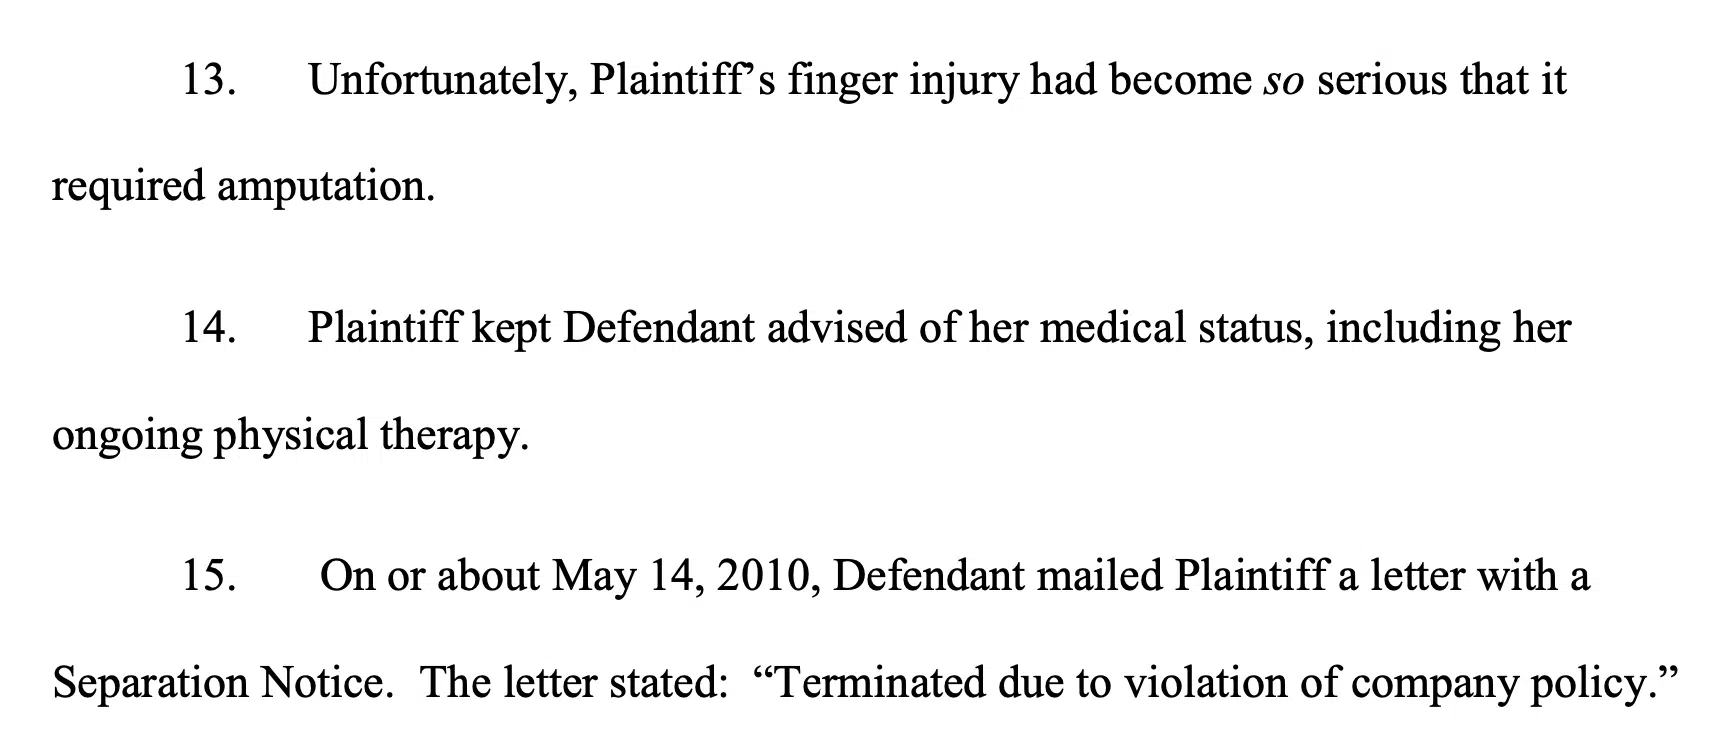 13. Unfortunately, Plaintiff’s finger injury had become so serious that it
required amputation.
14. Plaintiff kept Defendant advised of her medical status, including her
ongoing physical therapy.
15. On or about May 14, 2010, Defendant mailed Plaintiff a letter with a
Separation Notice.  The letter stated:  “Terminated due to violation of company policy.”